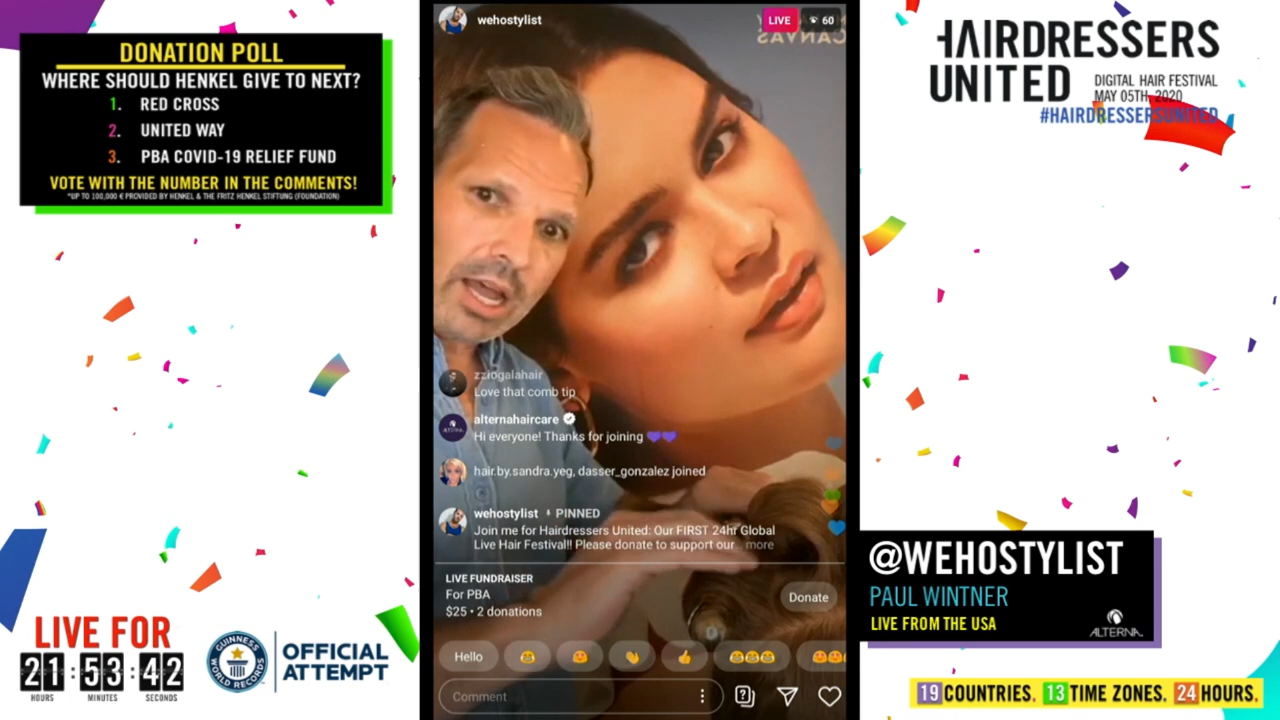 DONATION POLL
WHERE SHOULD HENKEL GIVE TO NEXT?
1. RED CROSS
2. UNITED WAY
3. PBA COVID-19 RELIEF FUND
VOTE WITH THE NUMBER IN THE COMMENTS!
*UP TO 100,000 € PROVIDED BY HENKEL & THE FRITZ HENKEL STIFTUNG (FOUNDATION)
LIVE FOR
21:53:42
HOURS MINUTES SECONDS
GUINNESS WORLD RECORDS
OFFICIAL
ATTEMPT
wehostylist
LIVE
60
CANVAS
zziogalahair
Love that comb tip
alternahaircare
Hi everyone! Thanks for joining 💜💜
hair.by.sandra.yeg, dasser_gonzalez joined
wehostylist PINNED
Join me for Hairdressers United: Our FIRST 24hr Global
Live Hair Festival!! Please donate to support our more
LIVE FUNDRAISER
For PBA
$25 • 2 donations
Donate
Hello
Comment
HAIRDRESSERS
UNITED
DIGITAL HAIR FESTIVAL
MAY 05TH, 2020
#HAIRDRESSERSUNITED
@WEHOSTYLIST
PAUL WINTNER
LIVE FROM THE USA
ALTERNA
19 COUNTRIES. 13 TIME ZONES. 24 HOURS.